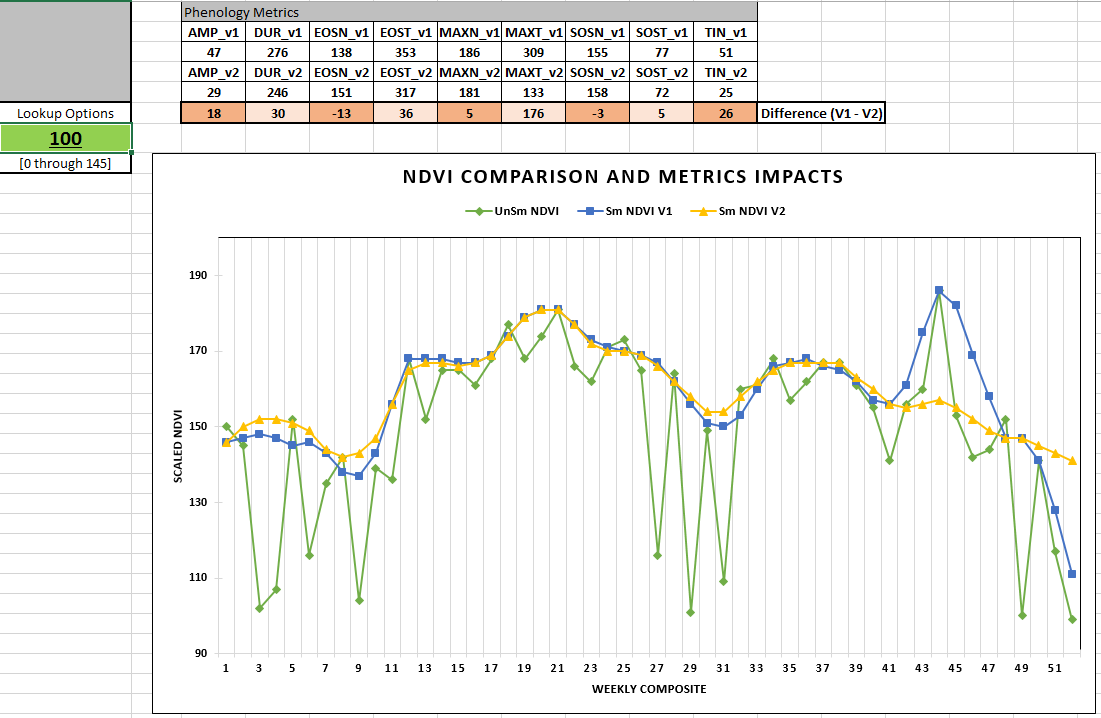 Phenology Metrics
AMP_v1 DUR_v1 EOSN_v1 EOST_v1 MAXN_v1 MAXT_v1 SOSN_v1 SOST_v1 TIN_v1
47 276 138 353 186 309 155 77 51
AMP_v2 DUR_v2 EOSN_v2 EOST_v2 MAXN_v2 MAXT_v2 SOSN_v2 SOST_v2 TIN_v2
29 246 151 317 181 133 158 72 25
Lookup Options 18 30 -13 36 5 176 -3 5 26 Difference (V1 - V2)
100
[0 through 145]
NDVI COMPARISON AND METRICS IMPACTS
UnSm NDVI Sm NDVI V1 Sm NDVI V2
190
170
150
130
110
90
SCALED NDVI
1 3 5 7 9 11 13 15 17 19 21 23 25 27 29 31 33 35 37 39 41 43 45 47 49 51
WEEKLY COMPOSITE